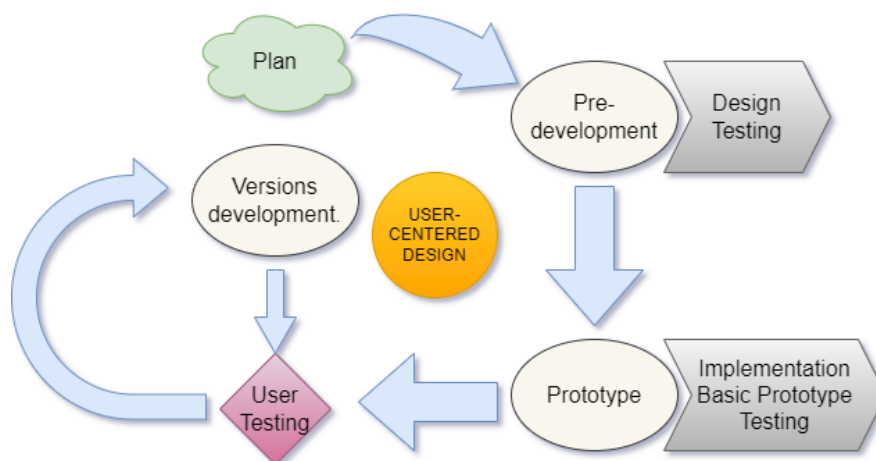 Plan
Pre-
development
Design
Testing
Versions
development.
USER-
CENTERED
DESIGN
User
Testing
Prototype
Implementation
Basic Prototype
Testing